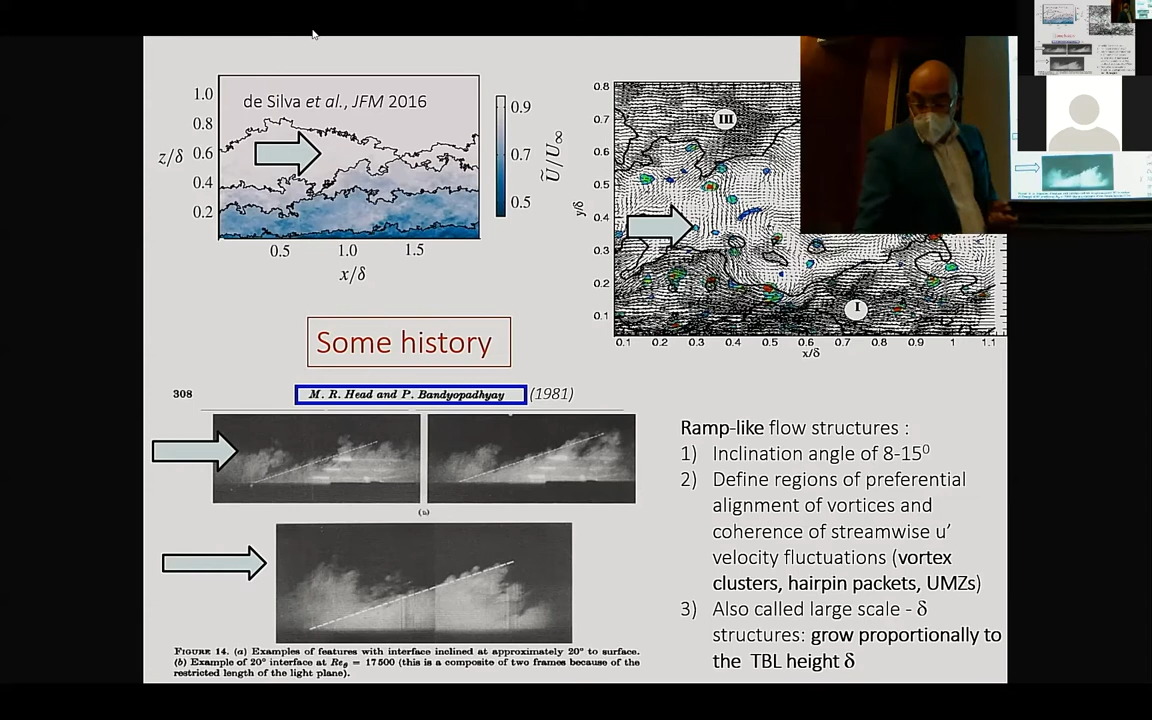 de Silva et al., JFM 2016
1.0
0.8
z/δ
0.6
0.4
0.2
0.5
1.0
1.5
x/δ
0.9
0.7
0.5
Ũ/U∞
0.8
0.7
0.6
0.5
y/δ
0.4
0.3
0.2
0.1
III
I
0.1 0.2 0.3 0.4 0.5 0.6 0.7 0.8 0.9 1 1.1
x/δ
Some history
308
M. R. Head and P. Bandyopadhyay (1981)
(a)
FIGURE 14. (a) Examples of features with interface inclined at approximately 20° to surface.
(b) Example of 20° interface at Reθ = 17500 (this is a composite of two frames because of the
restricted length of the light plane).
Ramp-like flow structures :
1) Inclination angle of 8-15⁰
2) Define regions of preferential
alignment of vortices and
coherence of streamwise u’
velocity fluctuations (vortex
clusters, hairpin packets, UMZs)
3) Also called large scale - δ
structures: grow proportionally to
the TBL height δ